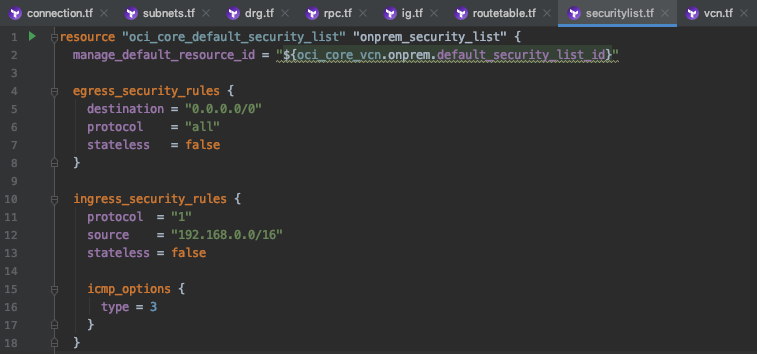 connection.tf subnets.tf drg.tf rpc.tf ig.tf routetable.tf securitylist.tf vcn.tf
1 resource "oci_core_default_security_list" "onprem_security_list" {
2 manage_default_resource_id = "${oci_core_vcn.onprem.default_security_list_id}"
3
4 egress_security_rules {
5 destination = "0.0.0.0/0"
6 protocol    = "all"
7 stateless   = false
8 }
9
10 ingress_security_rules {
11 protocol  = "1"
12 source    = "192.168.0.0/16"
13 stateless = false
14
15 icmp_options {
16 type = 3
17 }
18 }